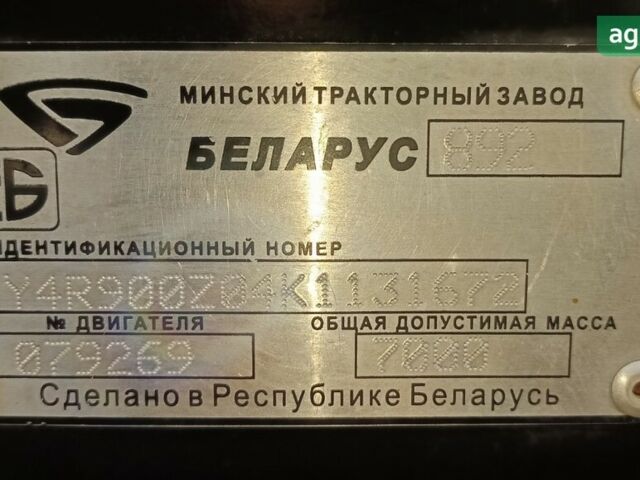 ag
МИНСКИЙ ТРАКТОРНЫЙ ЗАВОД
БЕЛАРУС 892
Б
ИДЕНТИФИКАЦИОННЫЙ НОМЕР
Y4R900Z04K1131672
№ ДВИГАТЕЛЯ ОБЩАЯ ДОПУСТИМАЯ МАССА
079269 7000
Сделано в Республике Беларусь